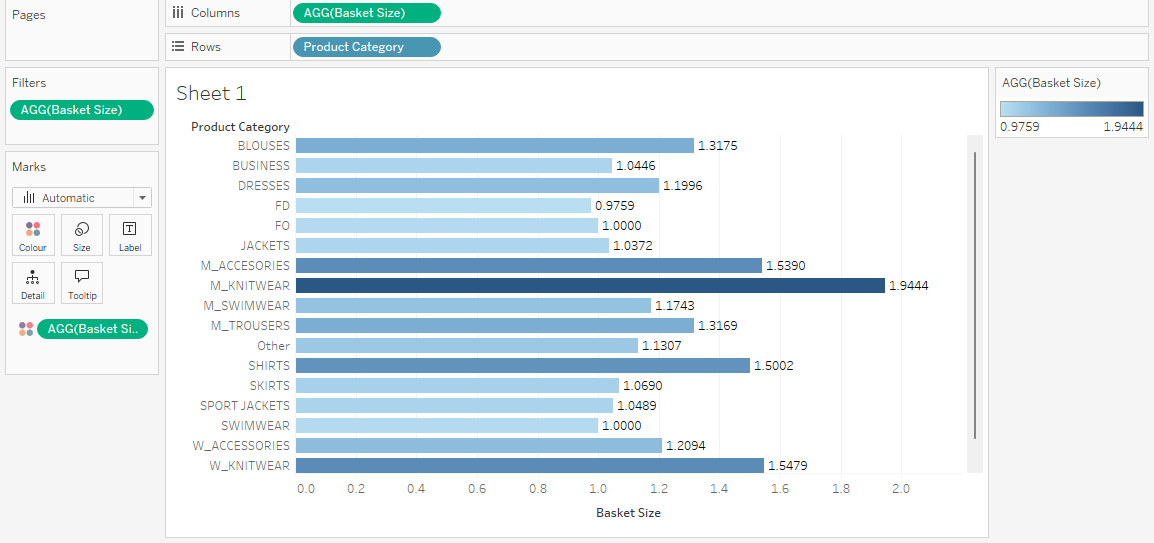 Pages
Columns
AGG(Basket Size)
Rows
Product Category
Filters
AGG(Basket Size)
Marks
Automatic
Colour
Size
Label
Detail
Tooltip
AGG(Basket Si..
Sheet 1
Product Category
BLOUSES 1.3175
BUSINESS 1.0446
DRESSES 1.1996
FD 0.9759
FO 1.0000
JACKETS 1.0372
M_ACCESORIES 1.5390
M_KNITWEAR 1.9444
M_SWIMWEAR 1.1743
M_TROUSERS 1.3169
Other 1.1307
SHIRTS 1.5002
SKIRTS 1.0690
SPORT JACKETS 1.0489
SWIMWEAR 1.0000
W_ACCESSORIES 1.2094
W_KNITWEAR 1.5479
0.0 0.2 0.4 0.6 0.8 1.0 1.2 1.4 1.6 1.8 2.0
Basket Size
AGG(Basket Size)
0.9759 1.9444